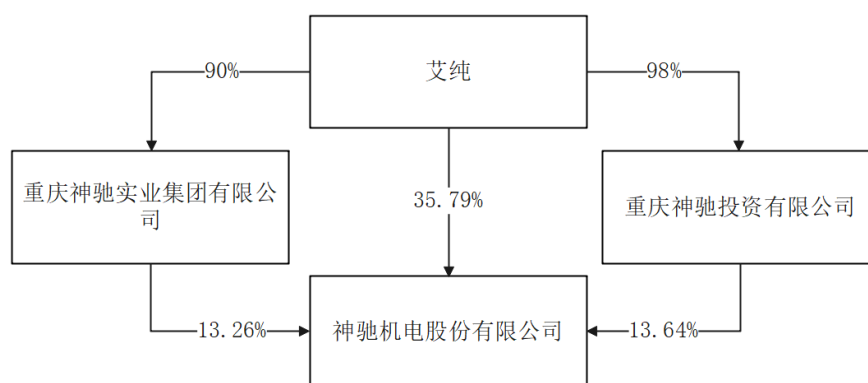 艾纯
90%
98%
重庆神驰实业集团有限公
司
35.79%
重庆神驰投资有限公司
13.26%
神驰机电股份有限公司
13.64%